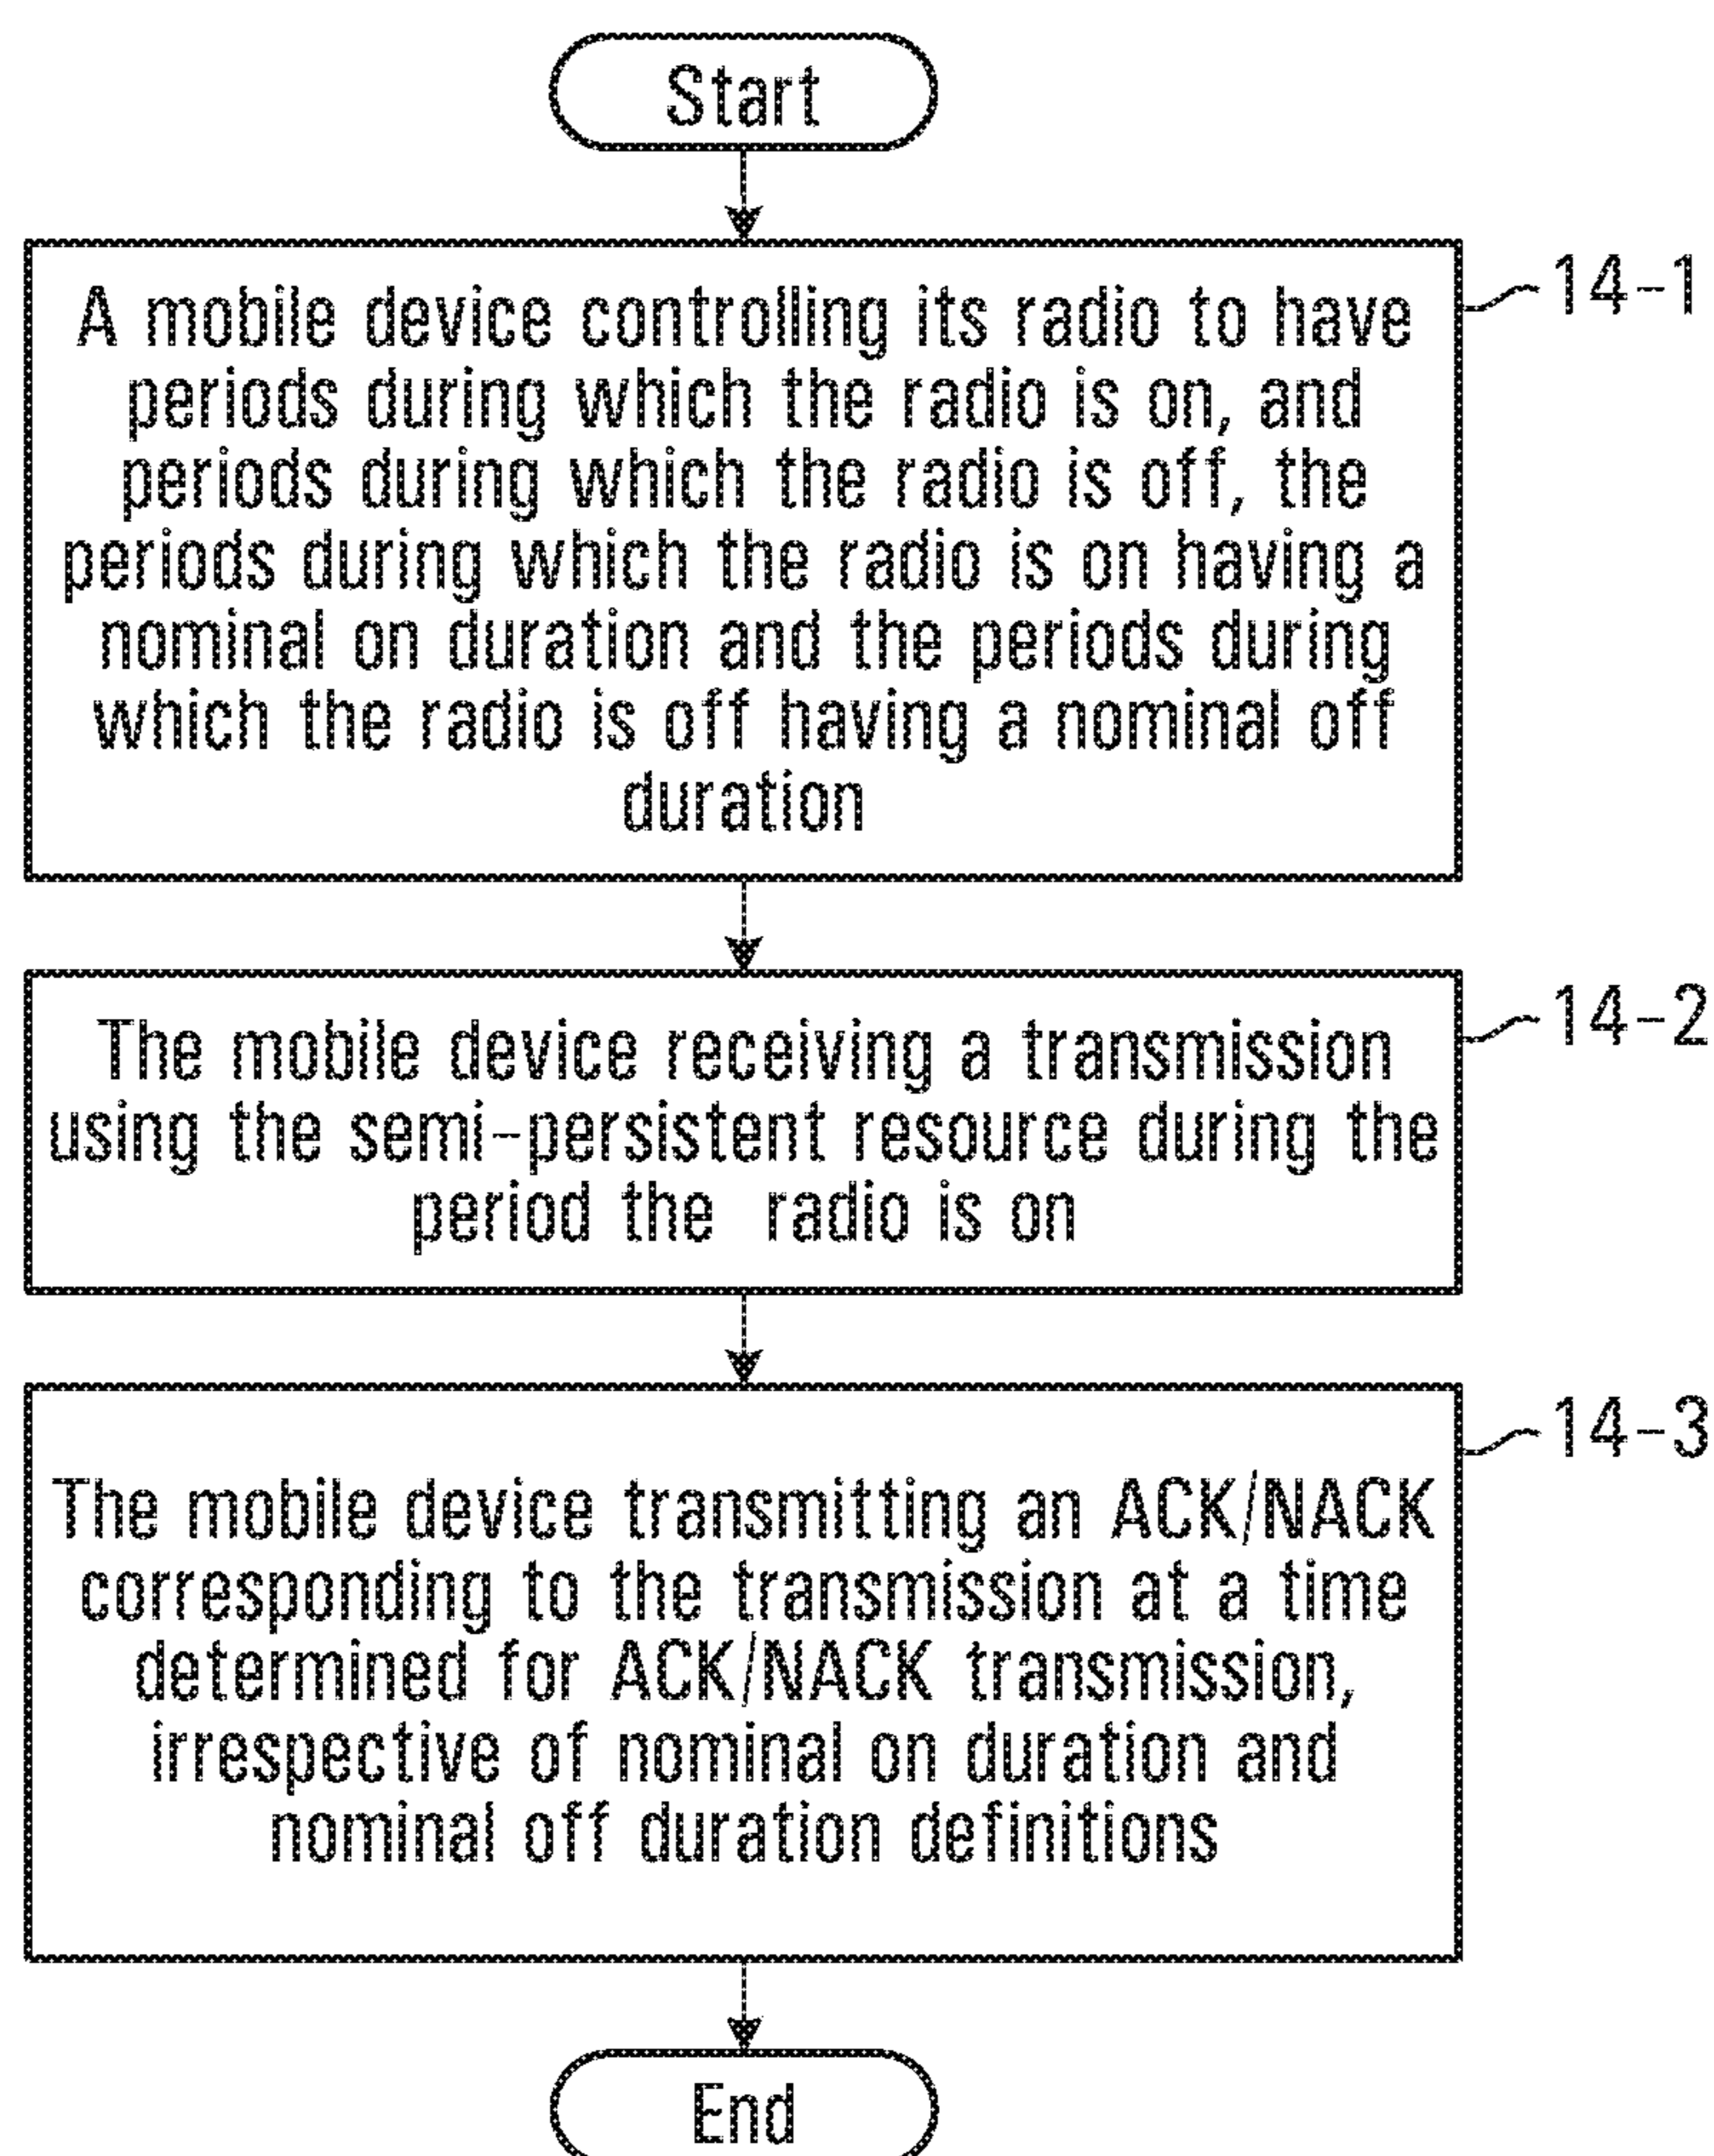 Start
A mobile device controlling its radio to have
periods during which the radio is on, and
periods during which the radio is off, the
periods during which the radio is on having a
nominal on duration and the periods during
which the radio is off having a nominal off
duration
14-1
The mobile device receiving a transmission
using the semi-persistent resource during the
period the radio is on
14-2
The mobile device transmitting an ACK/NACK
corresponding to the transmission at a time
determined for ACK/NACK transmission,
irrespective of nominal on duration and
nominal off duration definitions
14-3
End